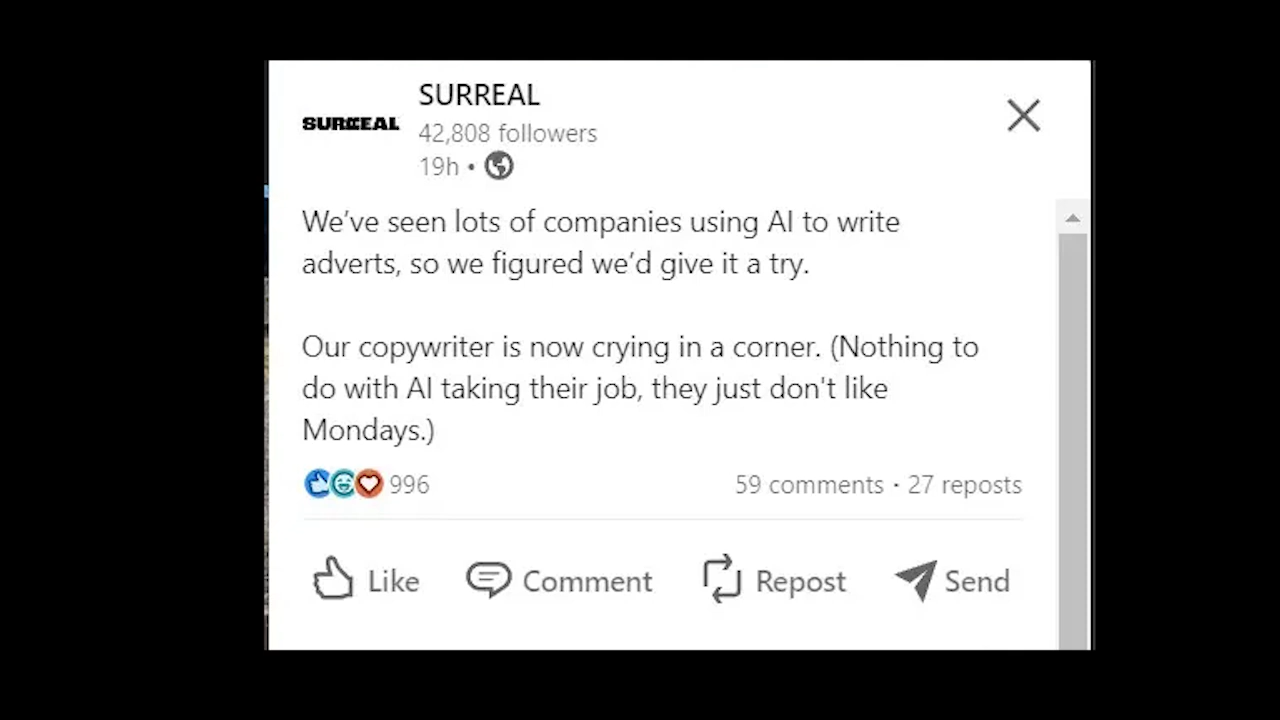 SURREAL
SURREAL
42,808 followers
19h •
We’ve seen lots of companies using AI to write
adverts, so we figured we’d give it a try.
Our copywriter is now crying in a corner. (Nothing to
do with AI taking their job, they just don't like
Mondays.)
996 59 comments · 27 reposts
Like Comment Repost Send